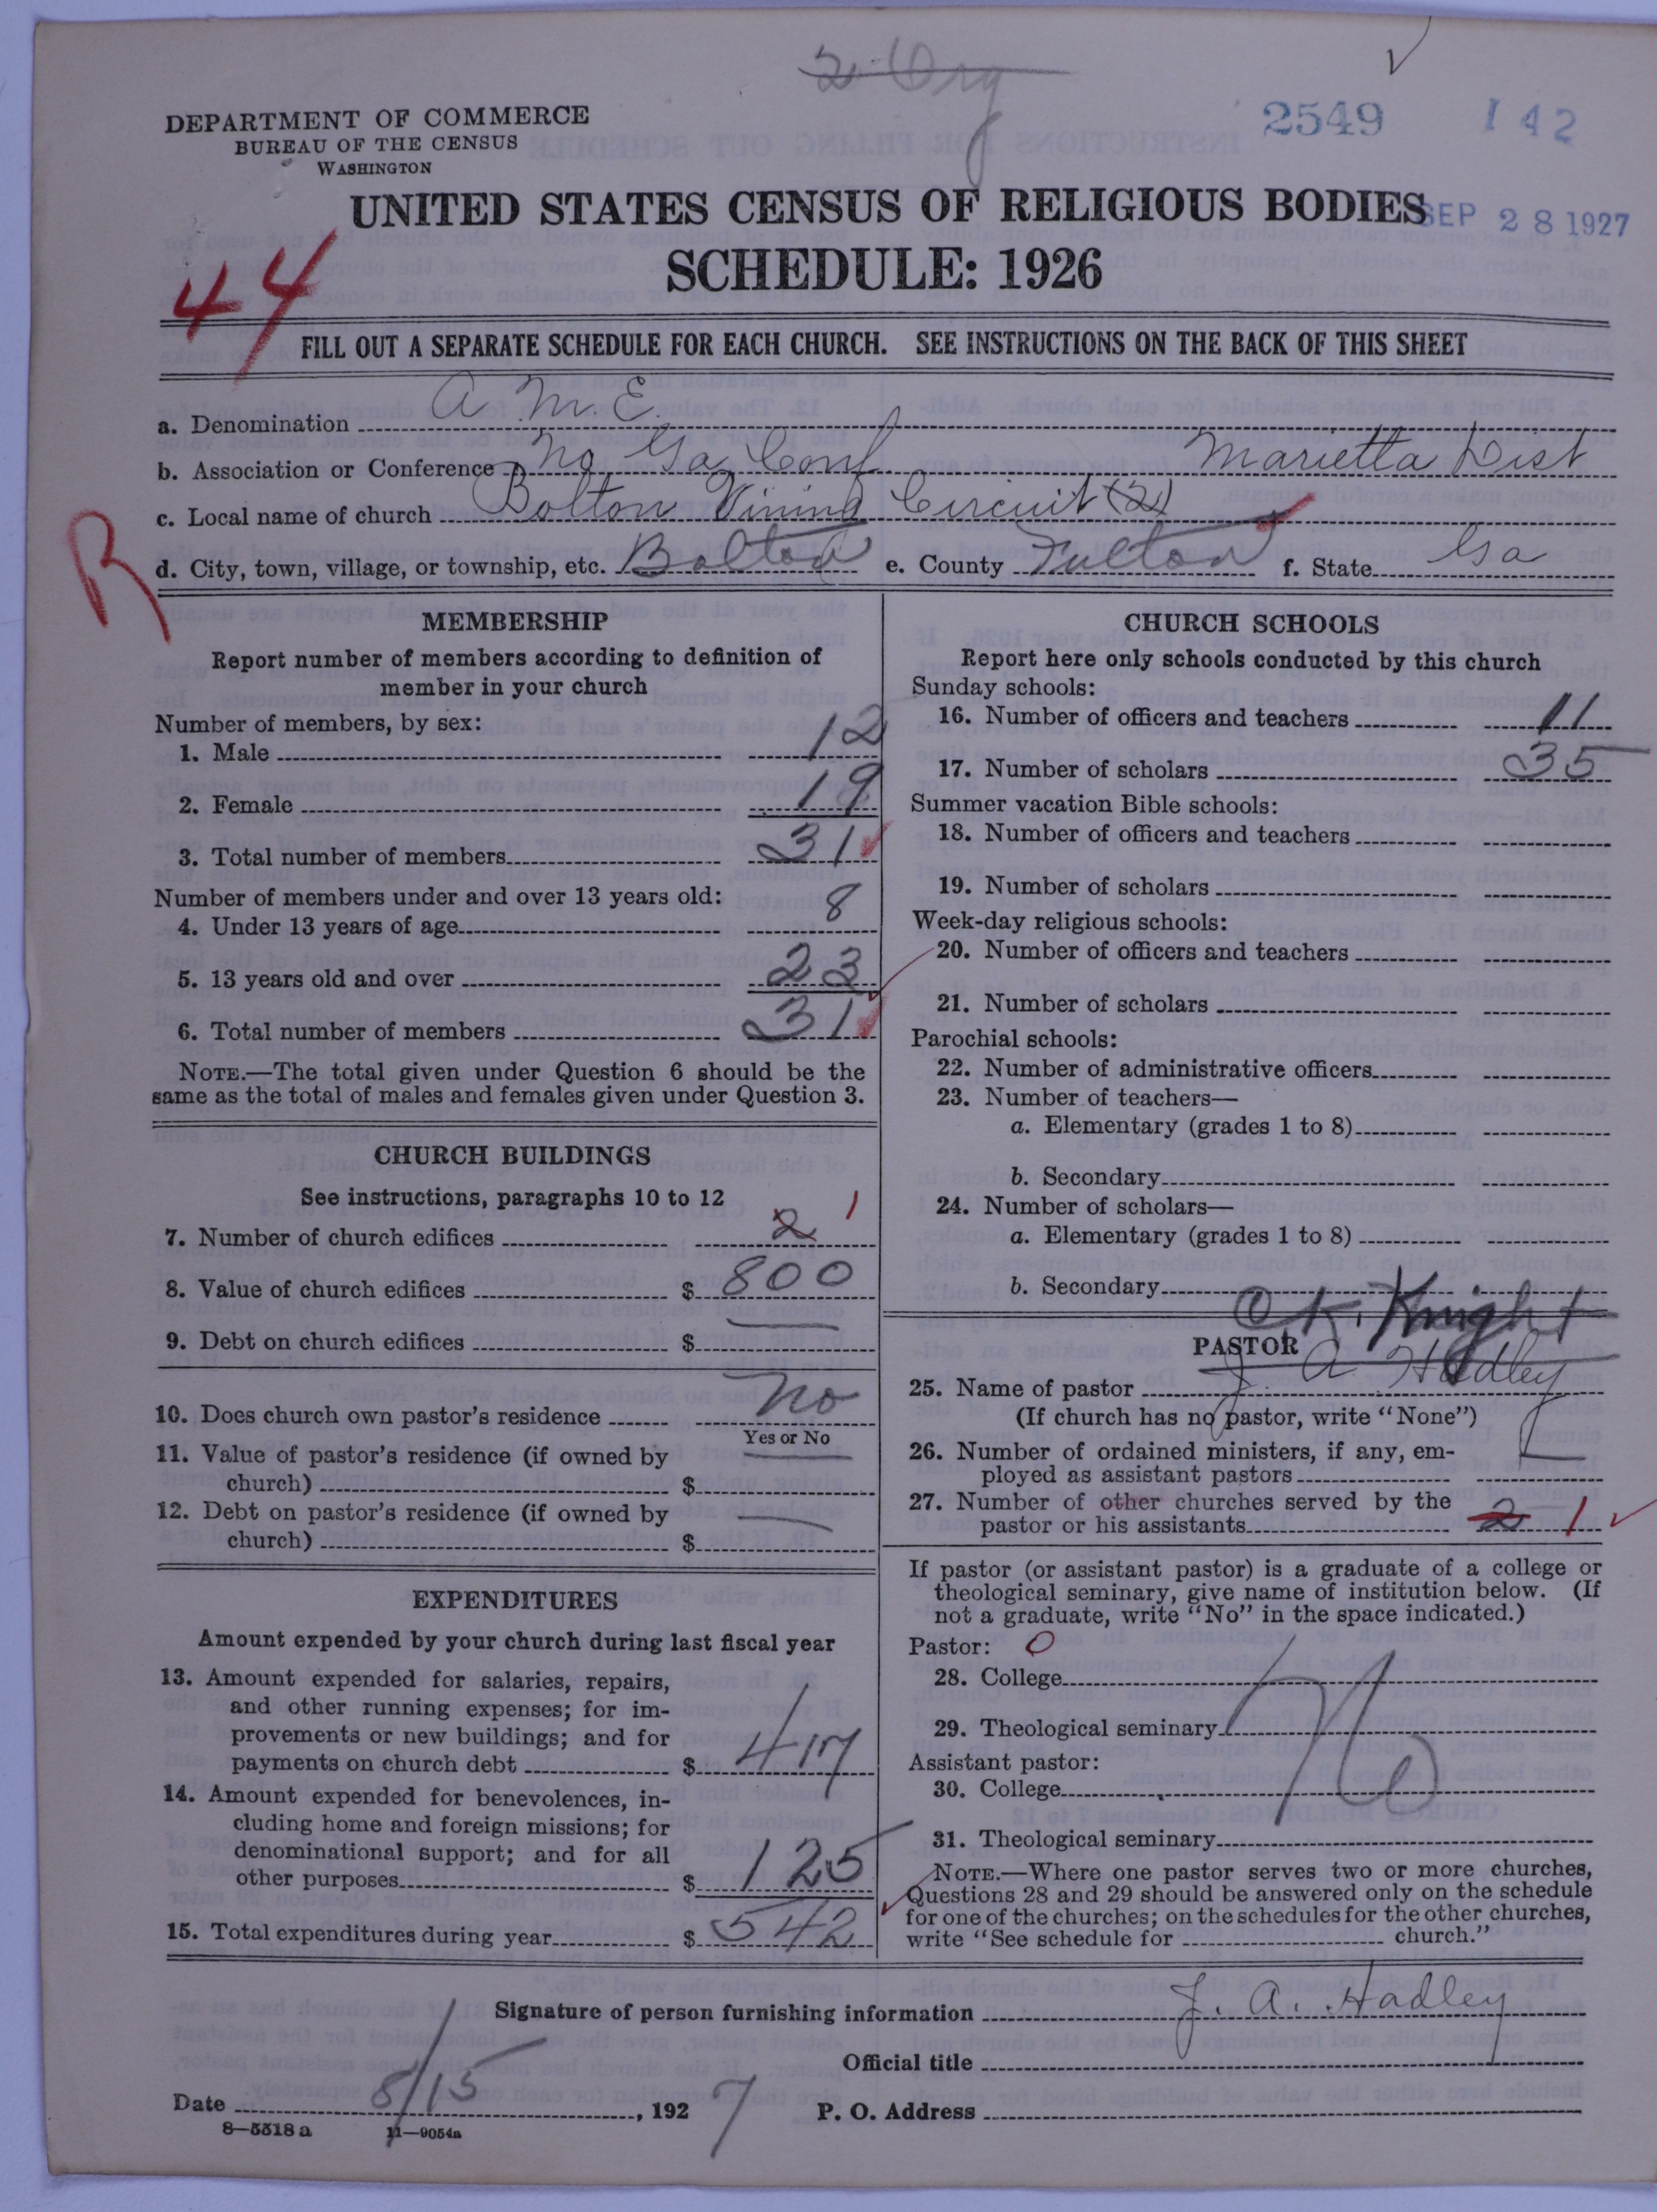 2 Org
DEPARTMENT OF COMMERCE
BUREAU OF THE CENSUS
WASHINGTON
2549 142
UNITED STATES CENSUS OF RELIGIOUS BODIES
SEP 28 1927
SCHEDULE: 1926
44
FILL OUT A SEPARATE SCHEDULE FOR EACH CHURCH. SEE INSTRUCTIONS ON THE BACK OF THIS SHEET
a. Denomination A M. E.
b. Association or Conference No Ga Conf Marietta Dist
c. Local name of church Bolton Vining Circuit (2)
R
d. City, town, village, or township, etc. Bolton e. County Fulton f. State Ga
MEMBERSHIP
Report number of members according to definition of
member in your church
Number of members, by sex:
1. Male 12
2. Female 19
3. Total number of members 31
Number of members under and over 13 years old:
4. Under 13 years of age 8
5. 13 years old and over 23
6. Total number of members 31
NOTE.—The total given under Question 6 should be the
same as the total of males and females given under Question 3.
CHURCH BUILDINGS
See instructions, paragraphs 10 to 12
7. Number of church edifices 2 1
8. Value of church edifices $ 800
9. Debt on church edifices $
10. Does church own pastor's residence No
Yes or No
11. Value of pastor's residence (if owned by
church) $
12. Debt on pastor's residence (if owned by
church) $
EXPENDITURES
Amount expended by your church during last fiscal year
13. Amount expended for salaries, repairs,
and other running expenses; for im-
provements or new buildings; and for
payments on church debt $ 417
14. Amount expended for benevolences, in-
cluding home and foreign missions; for
denominational support; and for all
other purposes $ 125
15. Total expenditures during year $ 542
CHURCH SCHOOLS
Report here only schools conducted by this church
Sunday schools:
16. Number of officers and teachers 11
17. Number of scholars 35
Summer vacation Bible schools:
18. Number of officers and teachers
19. Number of scholars
Week-day religious schools:
20. Number of officers and teachers
21. Number of scholars
Parochial schools:
22. Number of administrative officers
23. Number of teachers—
a. Elementary (grades 1 to 8)
b. Secondary
24. Number of scholars—
a. Elementary (grades 1 to 8)
b. Secondary
OK. Knight
PASTOR
25. Name of pastor J. A. Hadley
(If church has no pastor, write "None")
26. Number of ordained ministers, if any, em-
ployed as assistant pastors
27. Number of other churches served by the
pastor or his assistants 2 1
If pastor (or assistant pastor) is a graduate of a college or
theological seminary, give name of institution below. (If
not a graduate, write "No" in the space indicated.)
Pastor: 0
28. College
29. Theological seminary No
Assistant pastor:
30. College
31. Theological seminary
NOTE.—Where one pastor serves two or more churches,
Questions 28 and 29 should be answered only on the schedule
for one of the churches; on the schedules for the other churches,
write "See schedule for church."
Signature of person furnishing information J. A. Hadley
Official title
Date 8/15, 1927 P. O. Address
8—5518 a 11—9054a